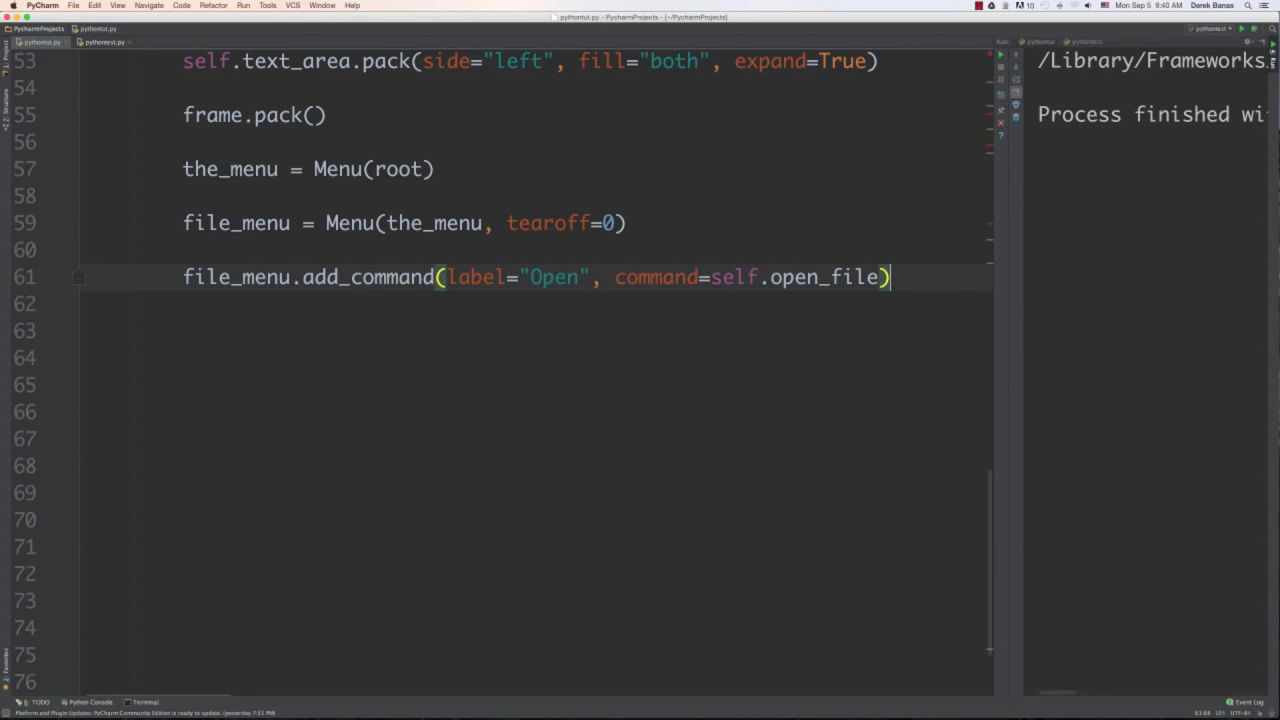 PyCharm File Edit View Navigate Code Refactor Run Tools VCS Window Help 10 Mon Sep 5 9:40 AM Derek Banas
pythontut.py - PycharmProjects - [~/PycharmProjects]
PycharmProjects pythontut.py pythontest
pythontut.py pythontest.py Run: pythontut pythontest
53 self.text_area.pack(side="left", fill="both", expand=True) /Library/Frameworks
54
55 frame.pack() Process finished wi
56
57 the_menu = Menu(root)
58
59 file_menu = Menu(the_menu, tearoff=0)
60
61 file_menu.add_command(label="Open", command=self.open_file)
62
63
64
65
66
67
68
69
70
71
72
73
74
75
76
1: Project
7: Structure
2: Favorites
6: TODO Python Console Terminal Event Log
Platform and Plugin Updates: PyCharm Community Edition is ready to update. (yesterday 7:51 PM) 61:68 LF UTF-8